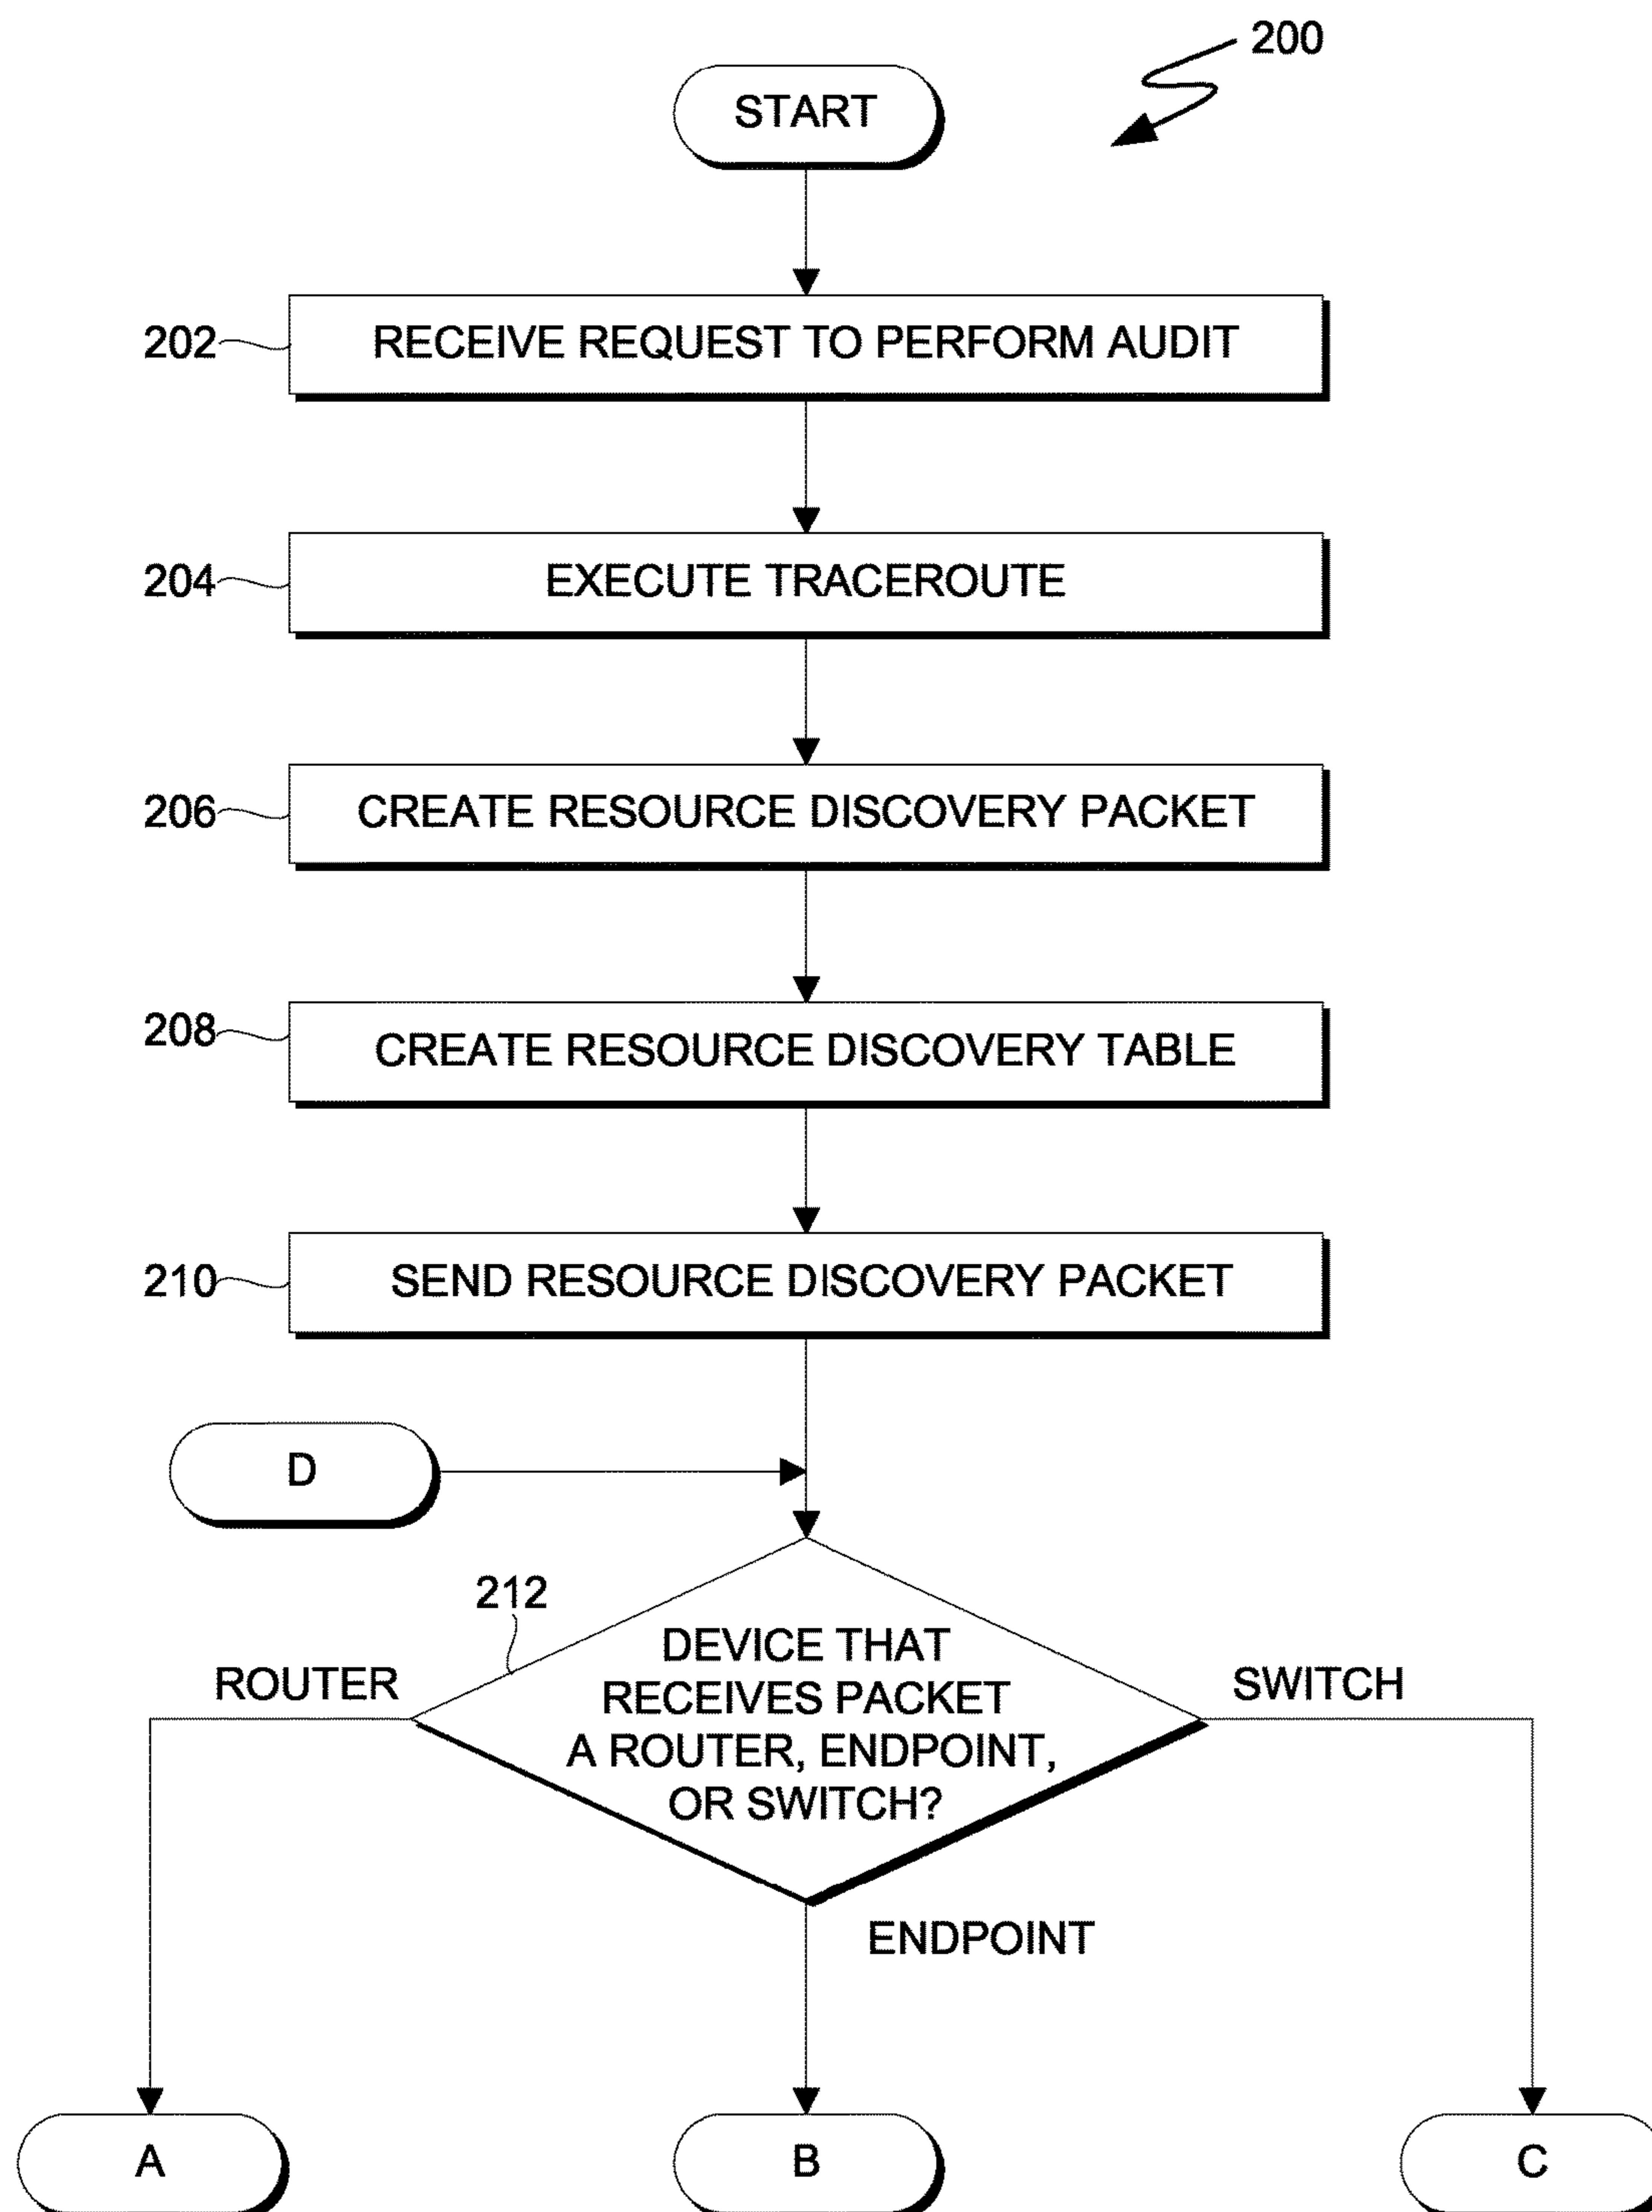 200
START
202
RECEIVE REQUEST TO PERFORM AUDIT
204
EXECUTE TRACEROUTE
206
CREATE RESOURCE DISCOVERY PACKET
208
CREATE RESOURCE DISCOVERY TABLE
210
SEND RESOURCE DISCOVERY PACKET
D
212
DEVICE THAT
RECEIVES PACKET
A ROUTER, ENDPOINT,
OR SWITCH?
ROUTER
SWITCH
ENDPOINT
A
B
C